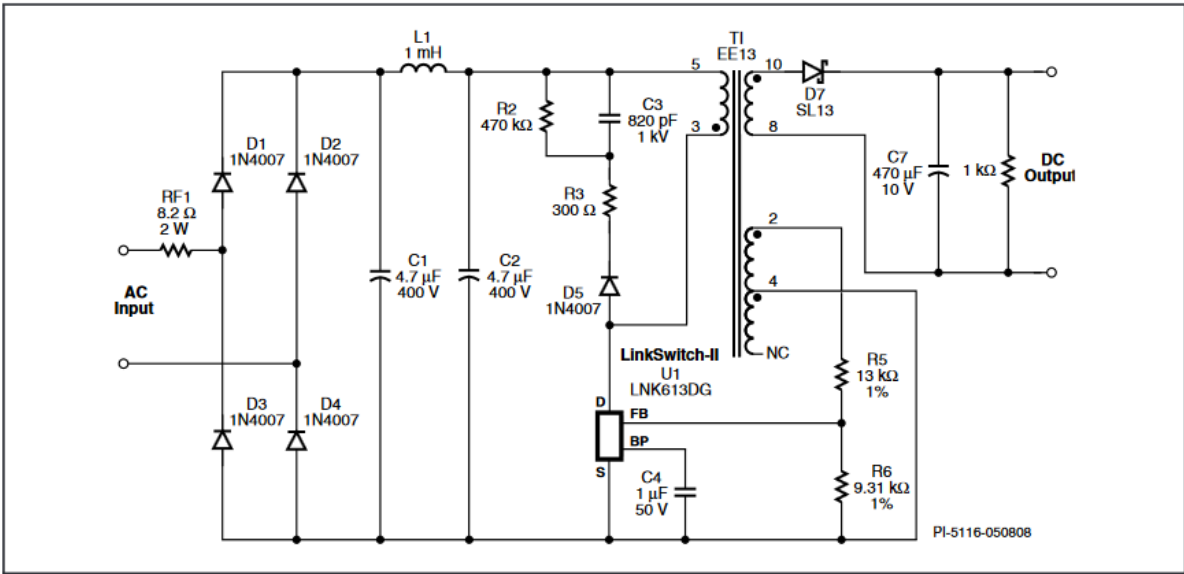 L1
1 mH
T1
EE13
5
10
D7
SL13
3
8
R2
470 kΩ
C3
820 pF
1 kV
D1
1N4007
D2
1N4007
C7
470 μF
10 V
1 kΩ
DC
Output
RF1
8.2 Ω
2 W
R3
300 Ω
2
AC
Input
C1
4.7 μF
400 V
C2
4.7 μF
400 V
D5
1N4007
4
LinkSwitch-II
U1
LNK613DG
NC
R5
13 kΩ
1%
D3
1N4007
D4
1N4007
D
FB
BP
S
C4
1 μF
50 V
R6
9.31 kΩ
1%
PI-5116-050808